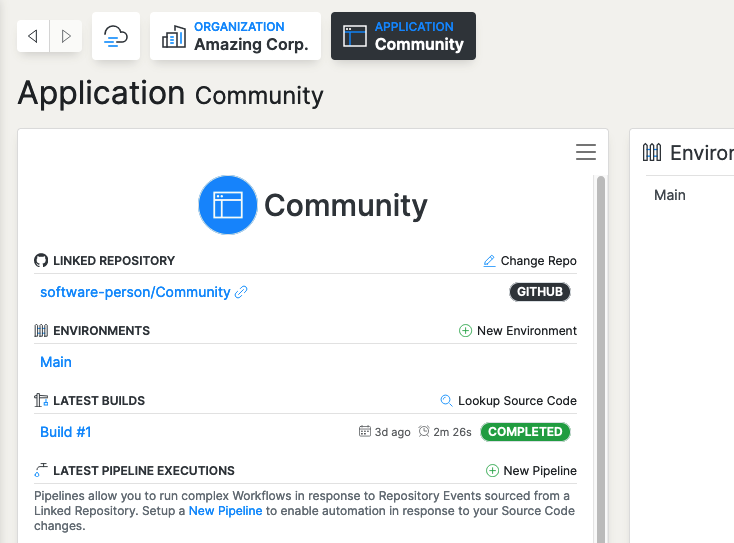 ORGANIZATION
Amazing Corp.
APPLICATION
Community
Application Community
Community
LINKED REPOSITORY Change Repo
software-person/Community GITHUB
ENVIRONMENTS New Environment
Main
LATEST BUILDS Lookup Source Code
Build #1 3d ago 2m 26s COMPLETED
LATEST PIPELINE EXECUTIONS New Pipeline
Pipelines allow you to run complex Workflows in response to Repository Events sourced from a
Linked Repository. Setup a New Pipeline to enable automation in response to your Source Code
changes.
Main